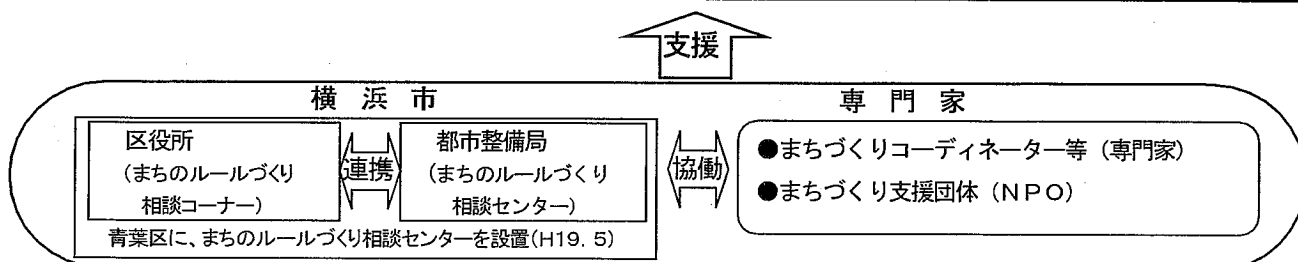 支援
横浜市
専門家
区役所
(まちのルールづくり
相談コーナー)
連携
都市整備局
(まちのルールづくり
相談センター)
青葉区に、まちのルールづくり相談センターを設置(H19.5)
協働
●まちづくりコーディネーター等(専門家)
●まちづくり支援団体(NPO)